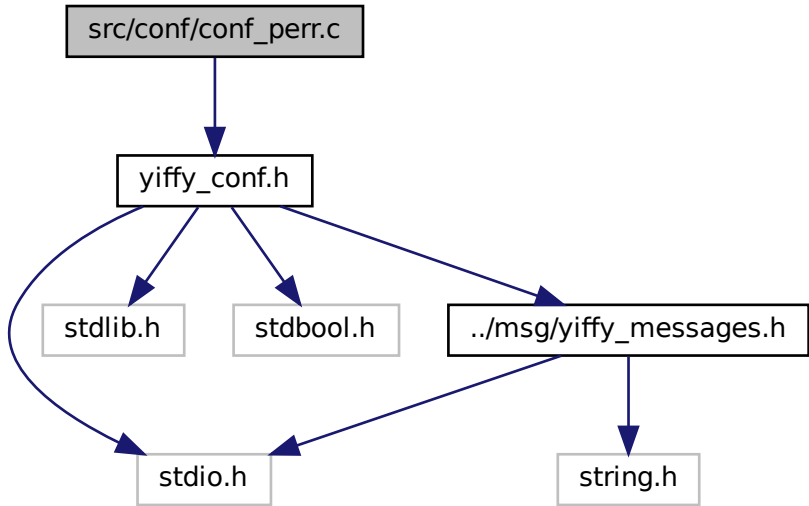 src/conf/conf_perr.c
yiffy_conf.h
stdlib.h
stdbool.h
../msg/yiffy_messages.h
stdio.h
string.h